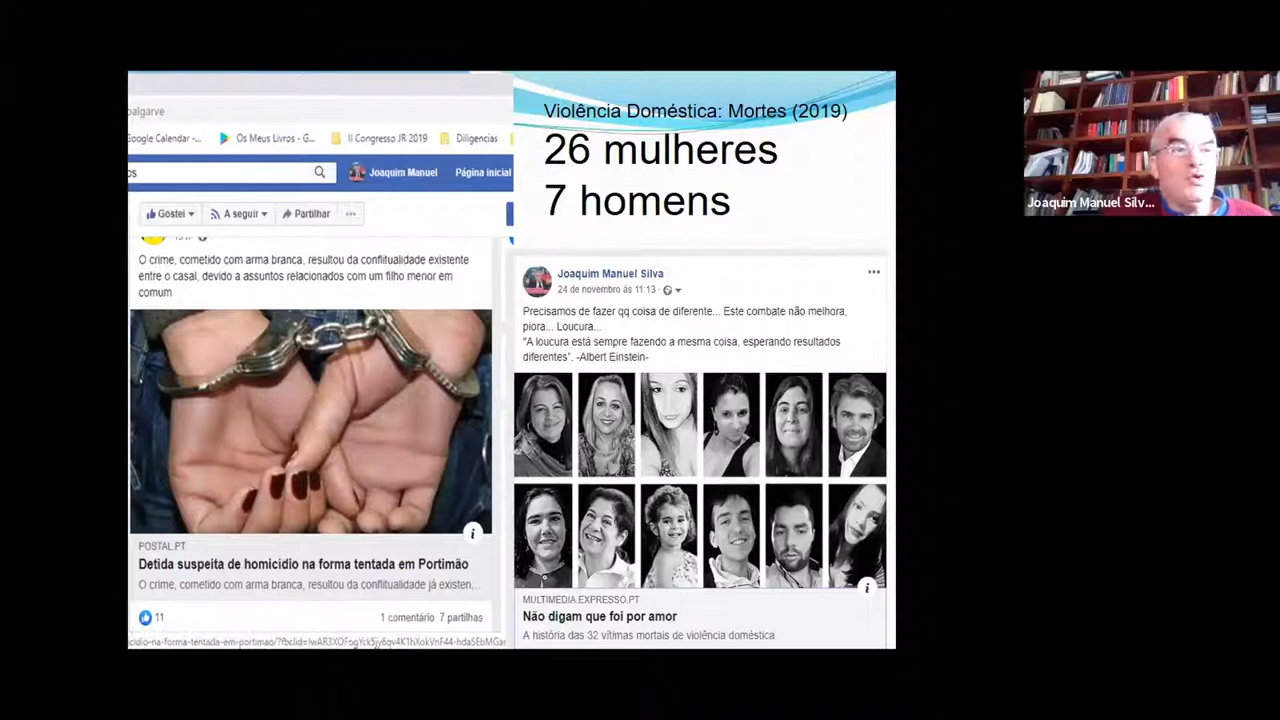 oalgarve
Google Calendar -...
Os Meus Livros - G...
II Congresso JR 2019
Diligencias
os
Joaquim Manuel
Página inicial
Gostei
A seguir
Partilhar
O crime, cometido com arma branca, resultou da conflitualidade existente
entre o casal, devido a assuntos relacionados com um filho menor em
comum
POSTAL.PT
Detida suspeita de homicídio na forma tentada em Portimão
O crime, cometido com arma branca, resultou da conflitualidade já existen...
11
1 comentário 7 partilhas
Violência Doméstica: Mortes (2019)
26 mulheres
7 homens
Joaquim Manuel Silva
24 de novembro às 11:13
Precisamos de fazer qq coisa de diferente... Este combate não melhora,
piora... Loucura...
"A loucura está sempre fazendo a mesma coisa, esperando resultados
diferentes". -Albert Einstein-
MULTIMEDIA.EXPRESSO.PT
Não digam que foi por amor
A história das 32 vítimas mortais de violência doméstica
Joaquim Manuel Silv...